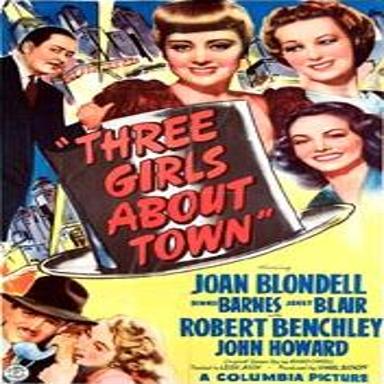 "THREE
GIRLS
ABOUT
TOWN"
JOAN BLONDELL
BINNIE BARNES JANET BLAIR
ROBERT BENCHLEY
JOHN HOWARD
A COLUMBIA PICTURE